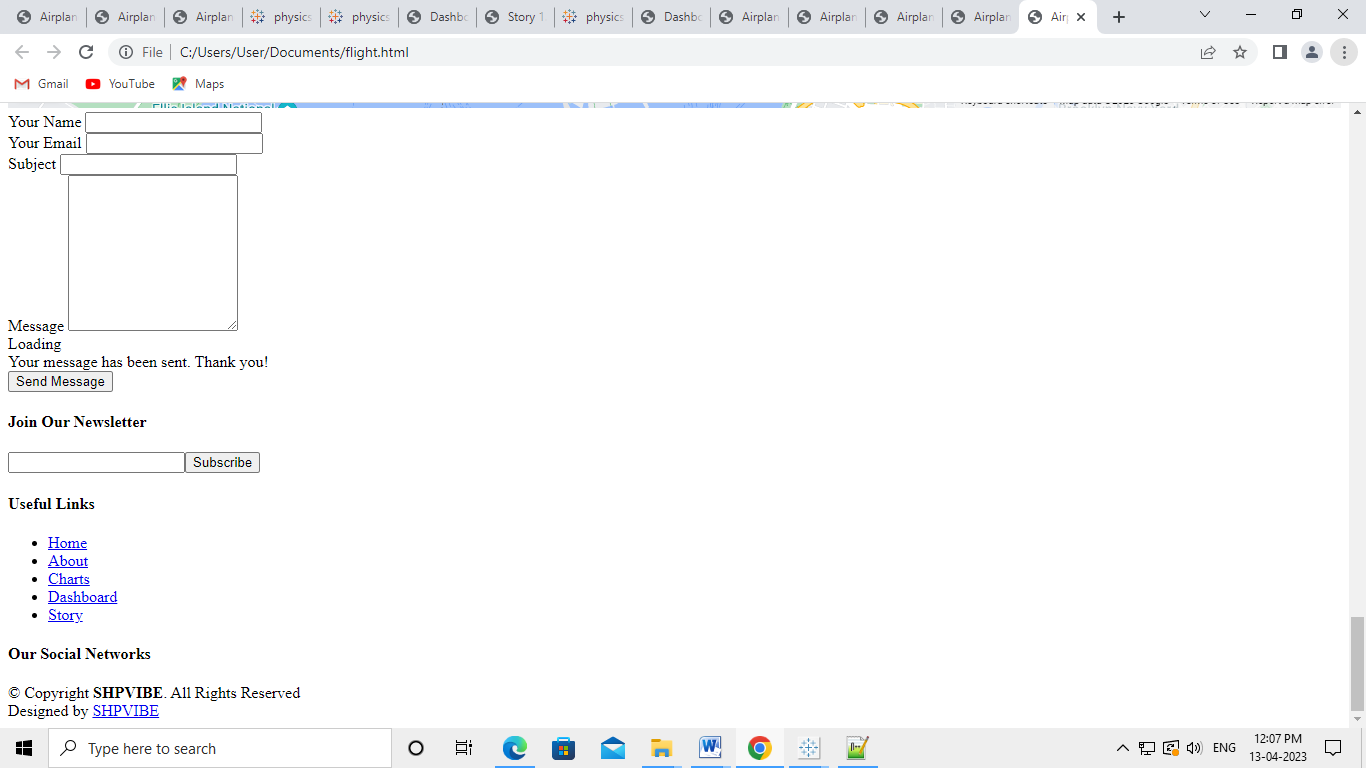 Airplan Airplan Airplan physics physics Dashbo Story 1 physics Dashbo Airplan Airplan Airplan Airplan Airp
File C:/Users/User/Documents/flight.html
Gmail YouTube Maps
Your Name
Your Email
Subject
Message
Loading
Your message has been sent. Thank you!
Send Message
Join Our Newsletter
Subscribe
Useful Links
Home
About
Charts
Dashboard
Story
Our Social Networks
© Copyright SHPVIBE. All Rights Reserved
Designed by SHPVIBE
Type here to search
ENG
12:07 PM
13-04-2023